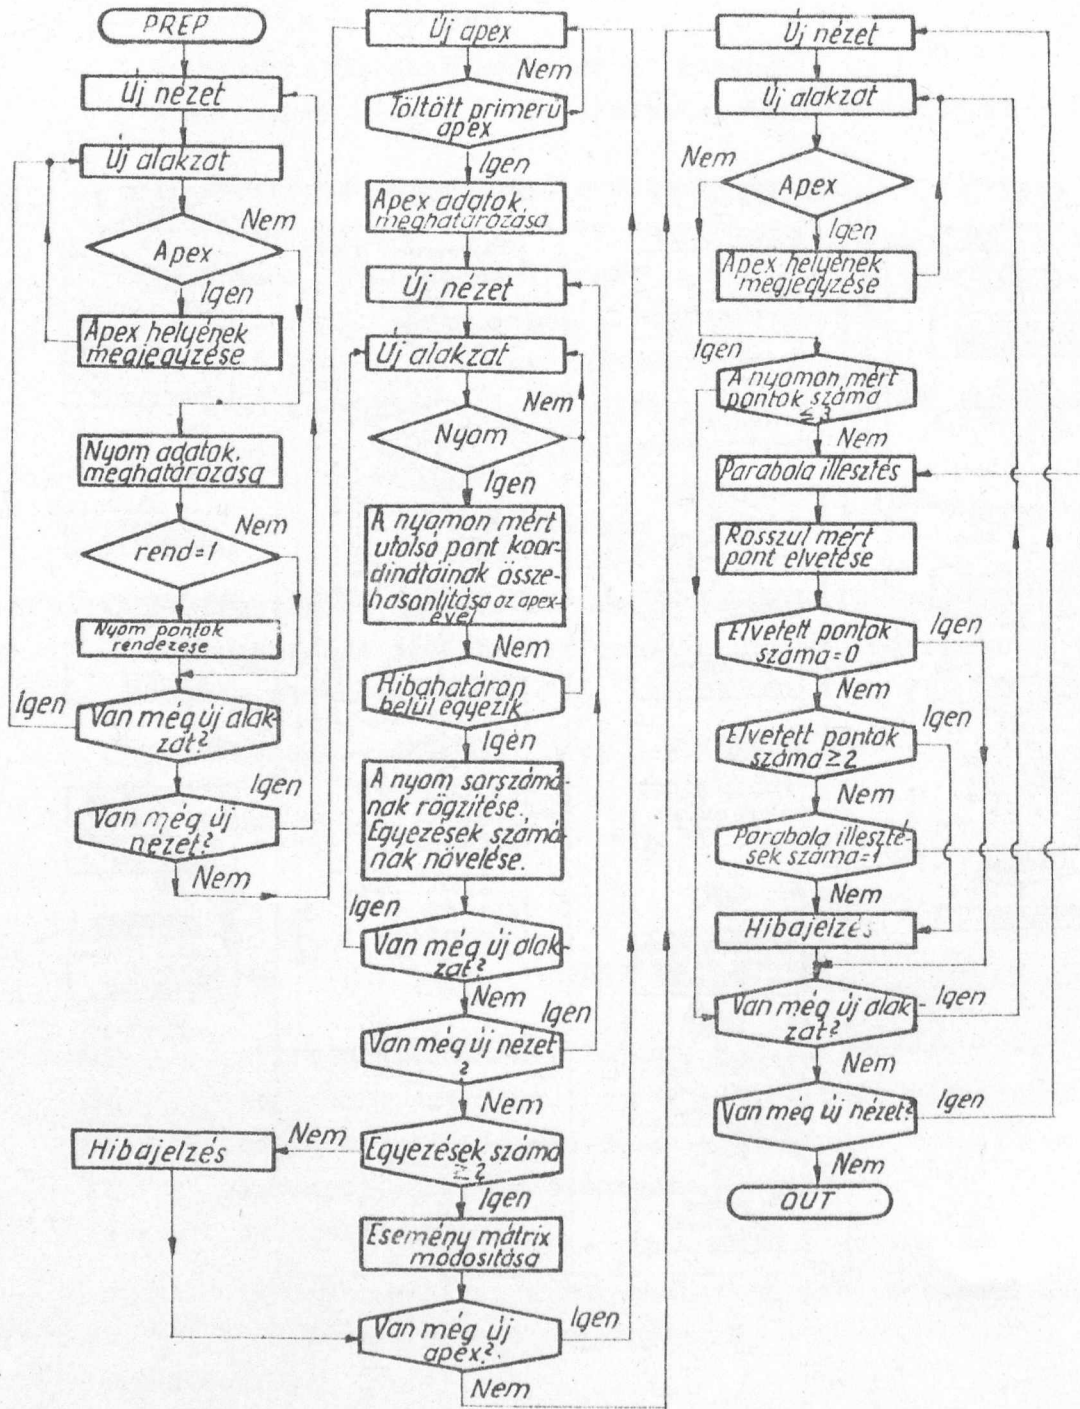 PREP
Új nézet
Új alakzat
Nem
Apex
Igen
Apex helyének
megjegyzése
Nyom adatok.
meghatározása
Nem
rend=1
Nyom pontok
rendezese
Igen
Van még új alak-
zat?
Igen
Van még új
nézet?
Nem
Új apex
Nem
Töltött primerű
apex
Igen
Apex adatok.
meghatározása
Új nézet
Új alakzat
Nem
Nyom
Igen
A nyomon mért
utolsó pont koor-
dinátáinak össze-
hasonlítása az apex-
ével
Nem
Hibahatáron
belül egyezik
Igen
A nyom sorszámá-
nak rögzítése.
Egyezések számá-
nak növelése.
Igen
Van még új alak-
zat?
Nem
Igen
Van még új nézet
?
Nem
Hibajelzés
Nem
Egyezések száma
≥2
Igen
Esemény mátrix
módosítása
Van még új
apex?
Igen
Nem
Új nézet
Új alakzat
Nem
Apex
Igen
Apex helyének
megjegyzése
Igen
A nyomon mért
pontok száma
≤3
Nem
Parabola illesztés
Rosszul mért
pont elvetése
Elvetett pontok
száma=0
Igen
Nem
Igen
Elvetett pontok
száma≥2
Nem
Parabola illeszté-
sek száma=1
Nem
Hibajelzés
Van még új alak-
zat?
Igen
Nem
Van még új nézet?
Igen
Nem
OUT